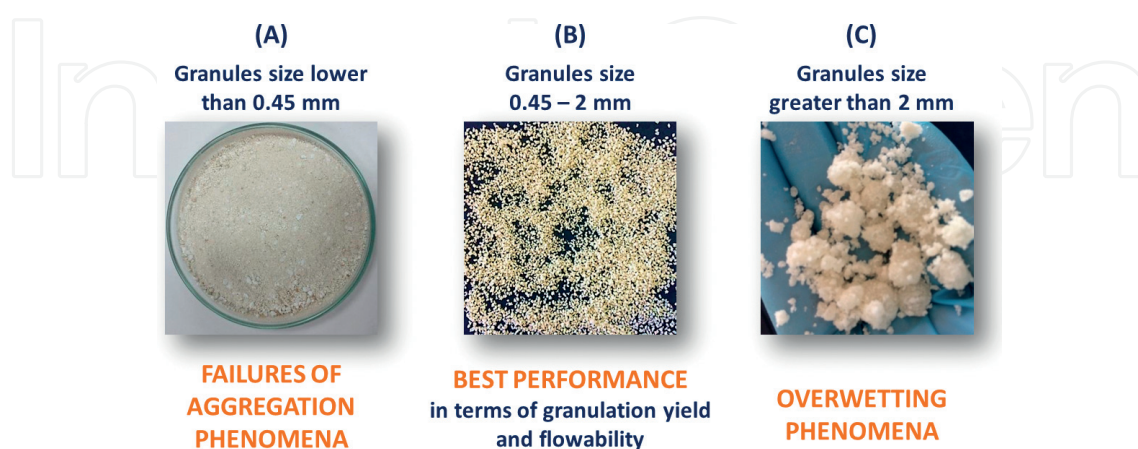 (A)
Granules size lower
than 0.45 mm
FAILURES OF
AGGREGATION
PHENOMENA
(B)
Granules size
0.45 – 2 mm
BEST PERFORMANCE
in terms of granulation yield
and flowability
(C)
Granules size
greater than 2 mm
OVERWETTING
PHENOMENA